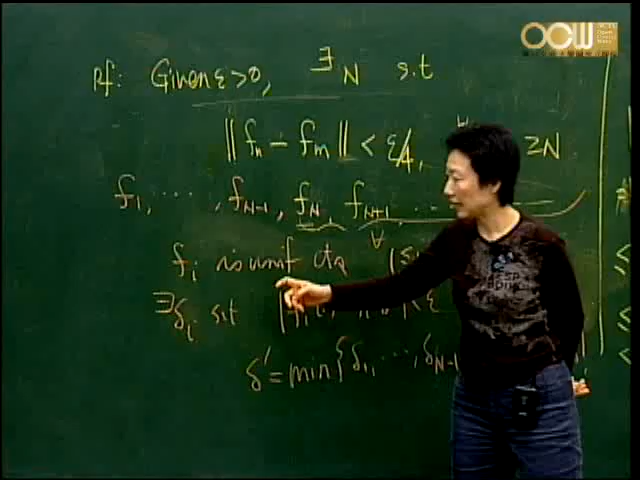 OCW
Pf: Given ε>0, ∃N s.t
‖fₙ − fₘ‖ < ε/4, ∀ ≥N
f₁, ⋯, f_{N-1}, f_N, f_{N+1} ⋯
fᵢ is unif cts ∀
∃δᵢ s.t
δ' = min{δ₁, ⋯, δ_{N-1}